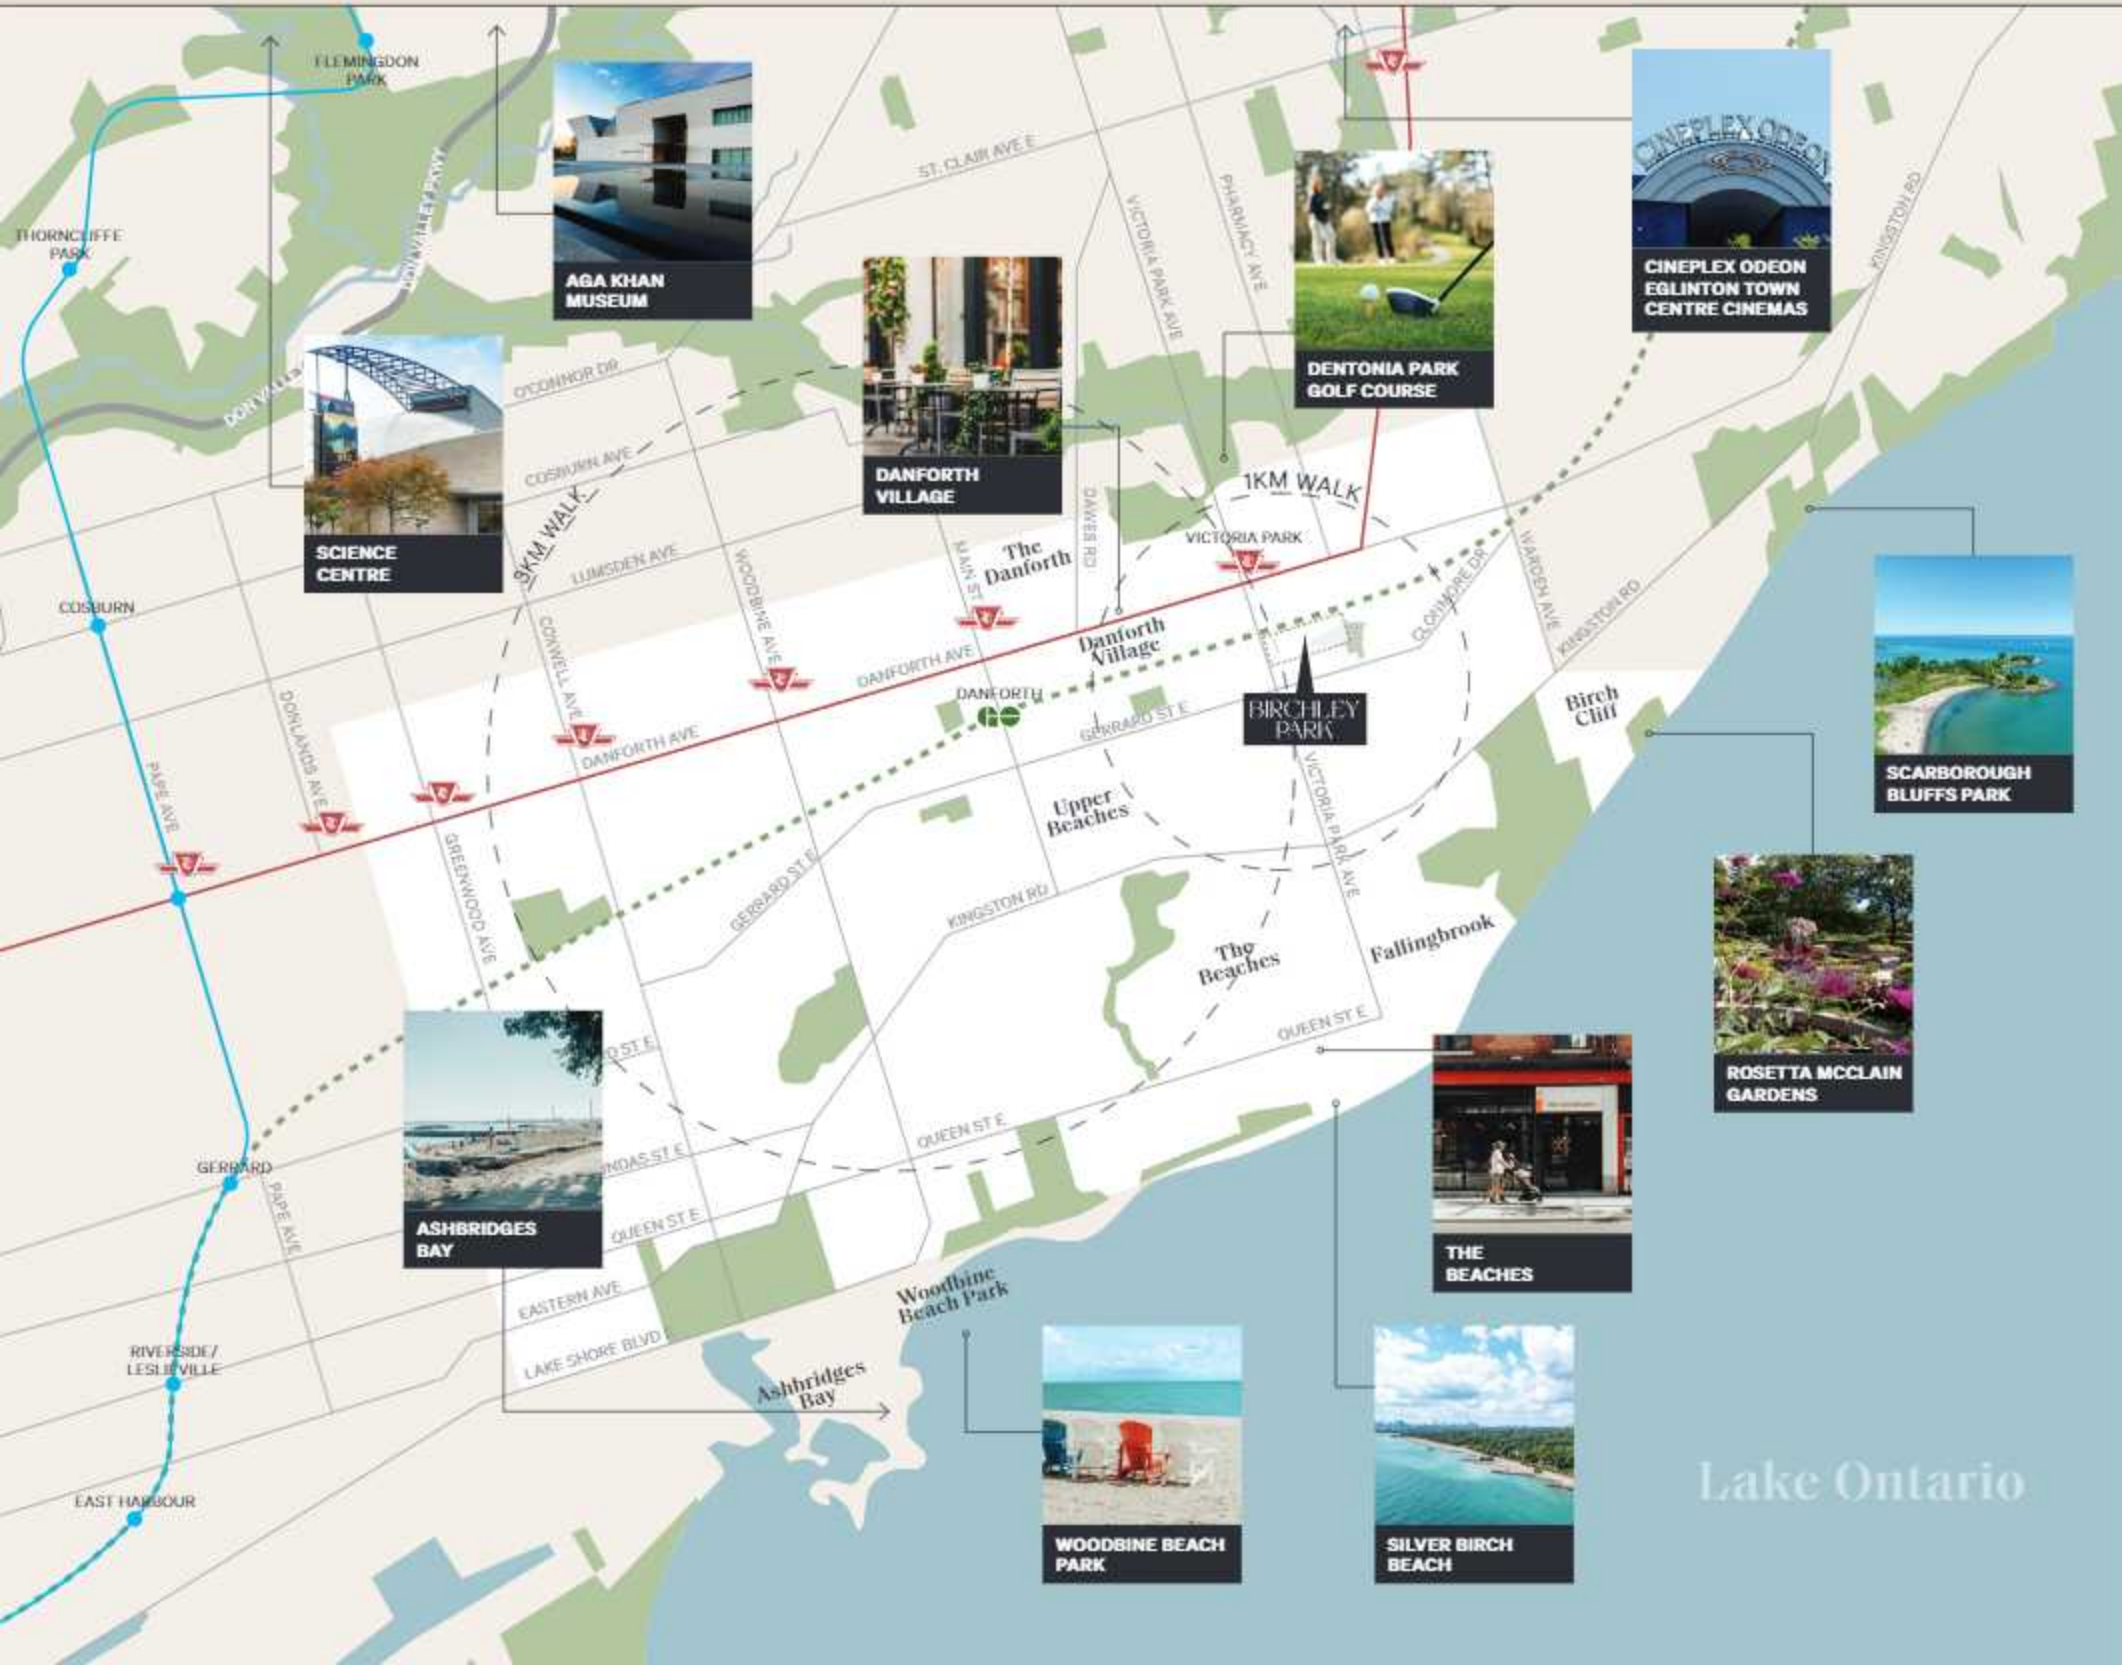 FLEMINGDON
PARK
THORNCLIFFE
PARK
DON VALLEY PKWY
AGA KHAN
MUSEUM
ST. CLAIR AVE E
VICTORIA PARK AVE
PHARMACY AVE
CINEPLEX ODEON
CINEPLEX ODEON
EGLINTON TOWN
CENTRE CINEMAS
KINGSTON RD
DENTONIA PARK
GOLF COURSE
O'CONNOR DR
COSBURN AVE
DON VALLE
SCIENCE
CENTRE
3KM WALK
DANFORTH
VILLAGE
1KM WALK
VICTORIA PARK
DAWES RD
The
Danforth
MAIN ST
LUMSDEN AVE
WOODBINE AVE
COXWELL AVE
COSBURN
CLONMORE DR
WARDEN AVE
KINGSTON RD
Danforth
Village
DANFORTH AVE
DANFORTH
GO
GERRARD ST E
BIRCHLEY
PARK
Birch
Cliff
SCARBOROUGH
BLUFFS PARK
DANFORTH AVE
DONLANDS AVE
PAPE AVE
GREENWOOD AVE
GERRARD ST E
Upper
Beaches
VICTORIA PARK AVE
KINGSTON RD
The
Beaches
Fallingbrook
QUEEN ST E
ROSETTA MCCLAIN
GARDENS
D ST E
NDAS ST E
QUEEN ST E
QUEEN ST E
GERRARD
PAPE AVE
ASHBRIDGES
BAY
THE
BEACHES
EASTERN AVE
LAKE SHORE BLVD
Woodbine
Beach Park
RIVERSIDE/
LESLIEVILLE
Ashbridges
Bay
EAST HARBOUR
WOODBINE BEACH
PARK
SILVER BIRCH
BEACH
Lake Ontario